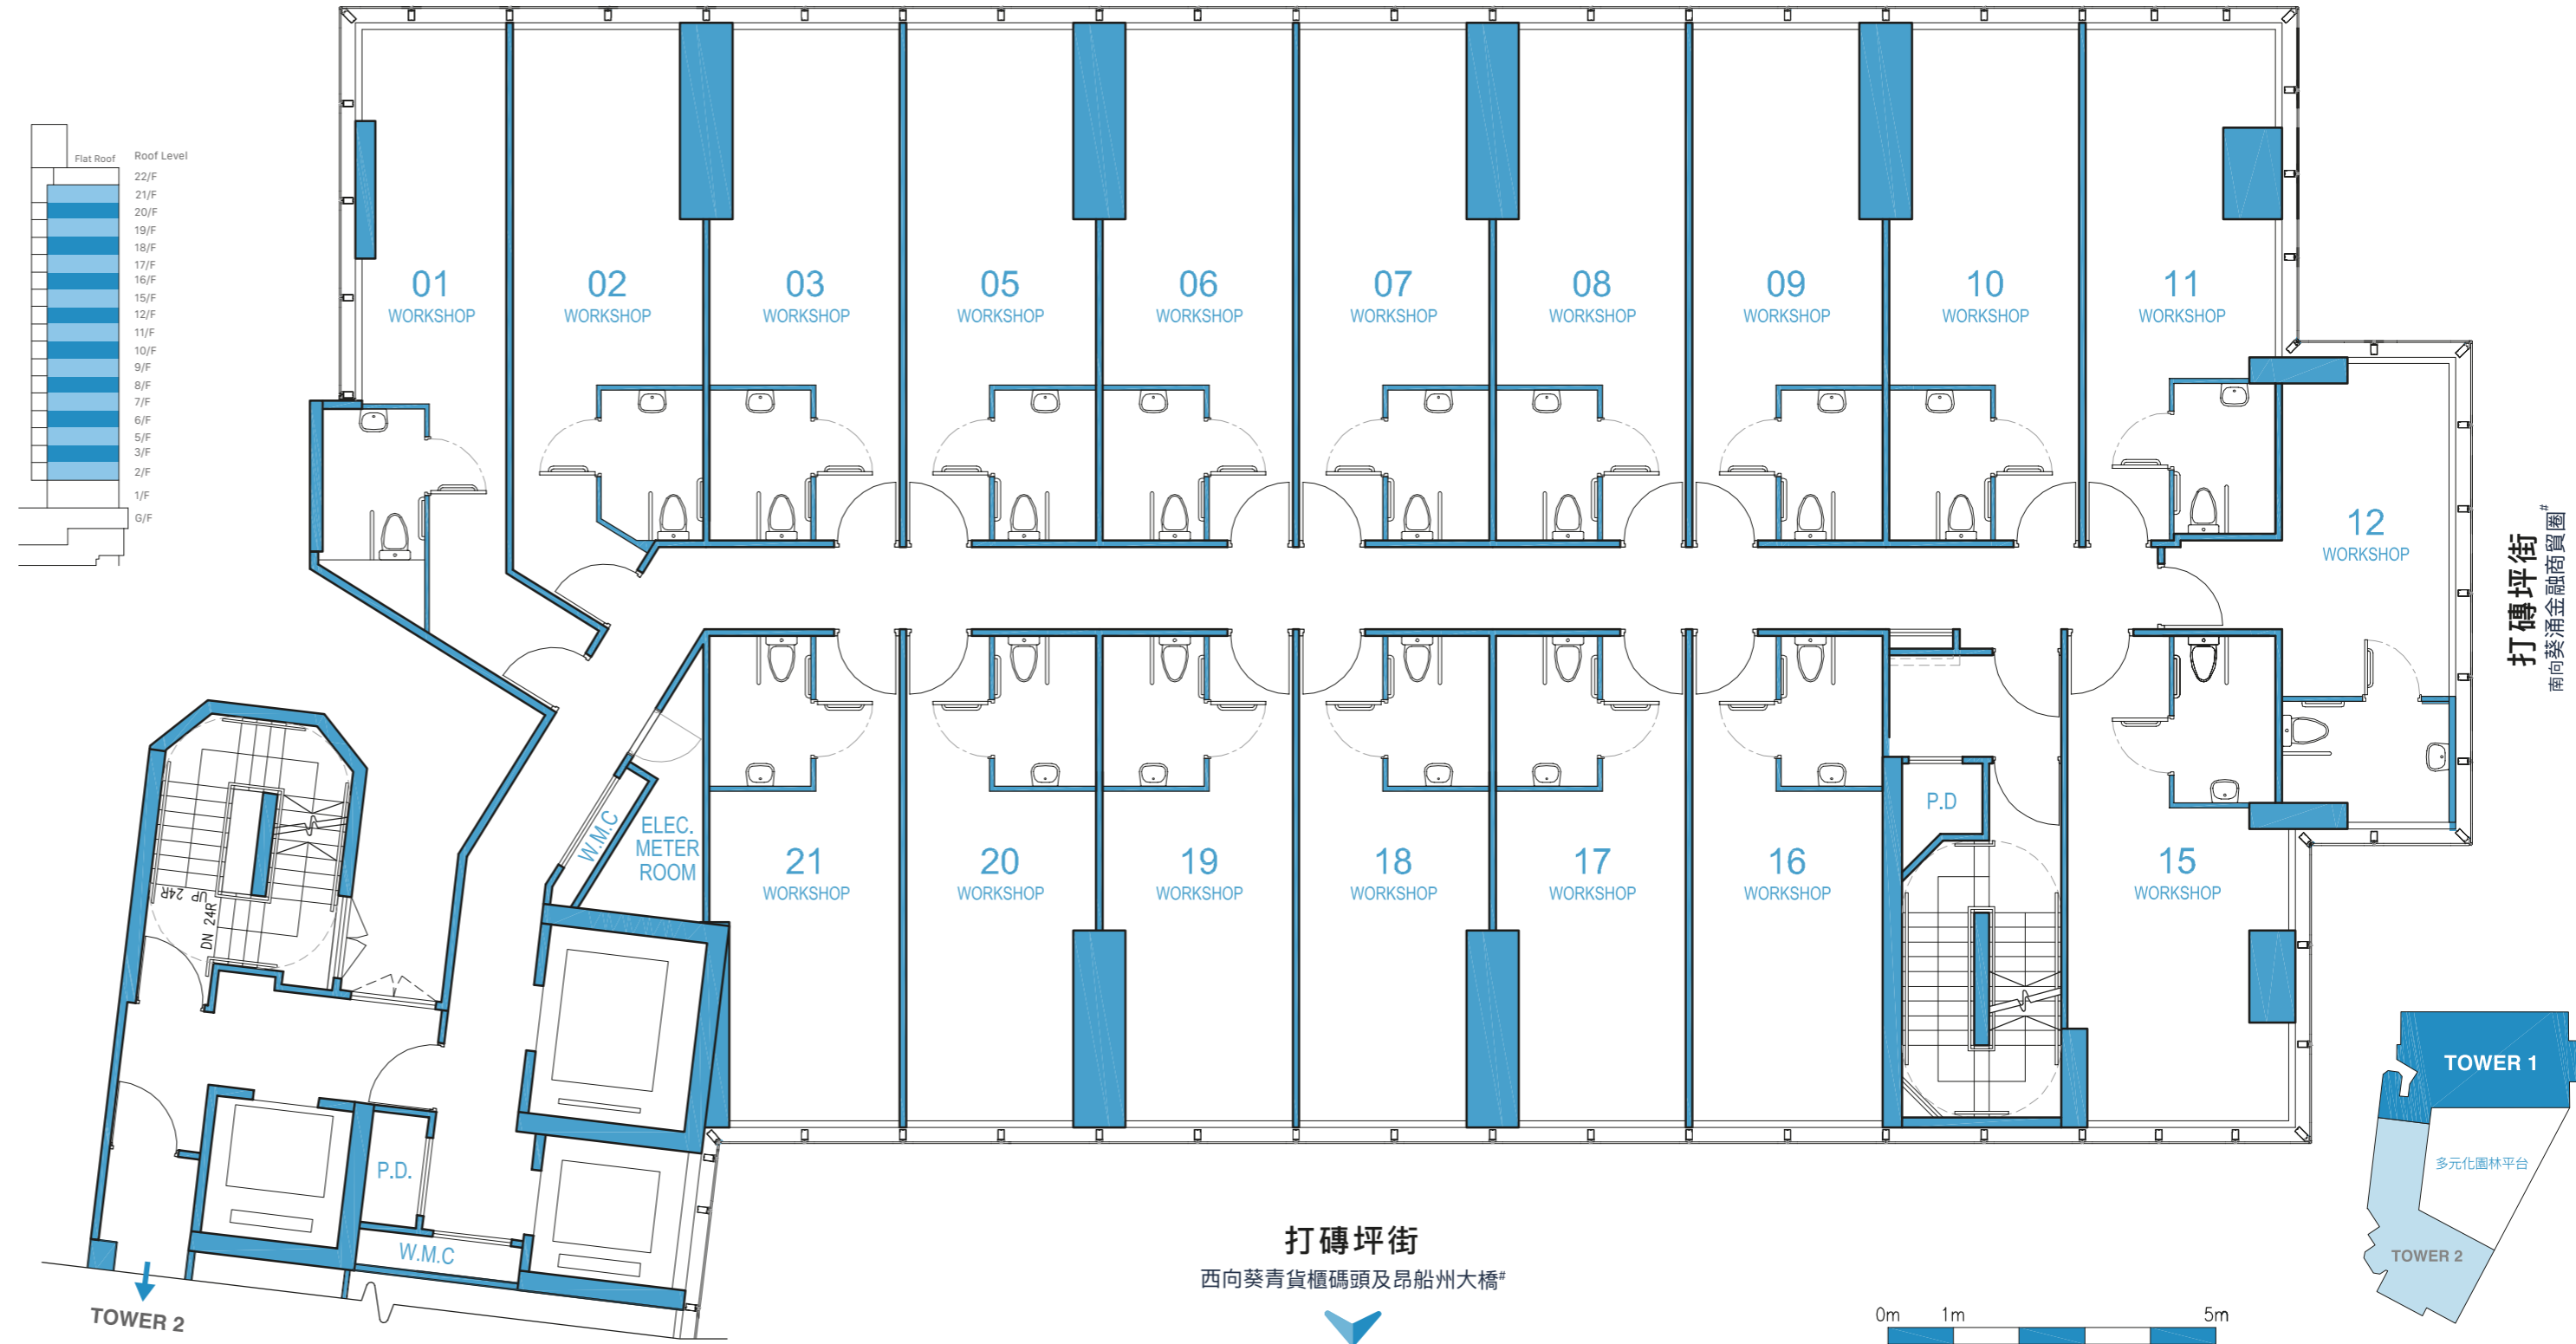 Flat Roof
Roof Level
22/F
21/F
20/F
19/F
18/F
17/F
16/F
15/F
12/F
11/F
10/F
9/F
8/F
7/F
6/F
5/F
3/F
2/F
1/F
G/F
01
WORKSHOP
02
WORKSHOP
03
WORKSHOP
05
WORKSHOP
06
WORKSHOP
07
WORKSHOP
08
WORKSHOP
09
WORKSHOP
10
WORKSHOP
11
WORKSHOP
12
WORKSHOP
打磚坪街
南向葵涌金融商貿圈#
UP 24R
DN 24R
W.M.C
ELEC.
METER
ROOM
21
WORKSHOP
20
WORKSHOP
19
WORKSHOP
18
WORKSHOP
17
WORKSHOP
16
WORKSHOP
P.D
15
WORKSHOP
P.D.
W.M.C
TOWER 2
打磚坪街
西向葵青貨櫃碼頭及昂船州大橋#
TOWER 1
多元化園林平台
TOWER 2
0m 1m 5m